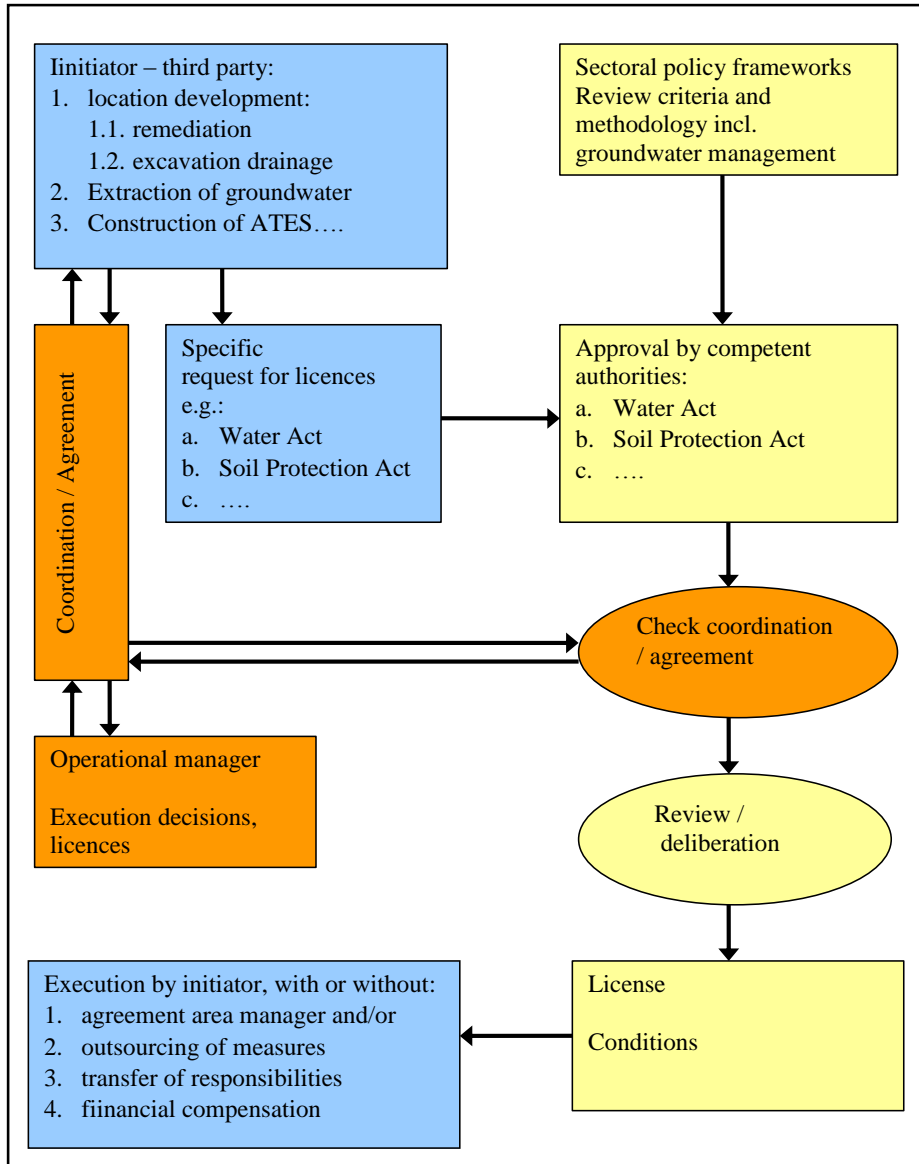 Iinitiator – third party:
1. location development:
1.1. remediation
1.2. excavation drainage
2. Extraction of groundwater
3. Construction of ATES….
Sectoral policy frameworks
Review criteria and
methodology incl.
groundwater management
Coordination / Agreement
Specific
request for licences
e.g.:
a. Water Act
b. Soil Protection Act
c. ….
Approval by competent
authorities:
a. Water Act
b. Soil Protection Act
c. ….
Check coordination
/ agreement
Operational manager
Execution decisions,
licences
Review /
deliberation
Execution by initiator, with or without:
1. agreement area manager and/or
2. outsourcing of measures
3. transfer of responsibilities
4. fiinancial compensation
License
Conditions